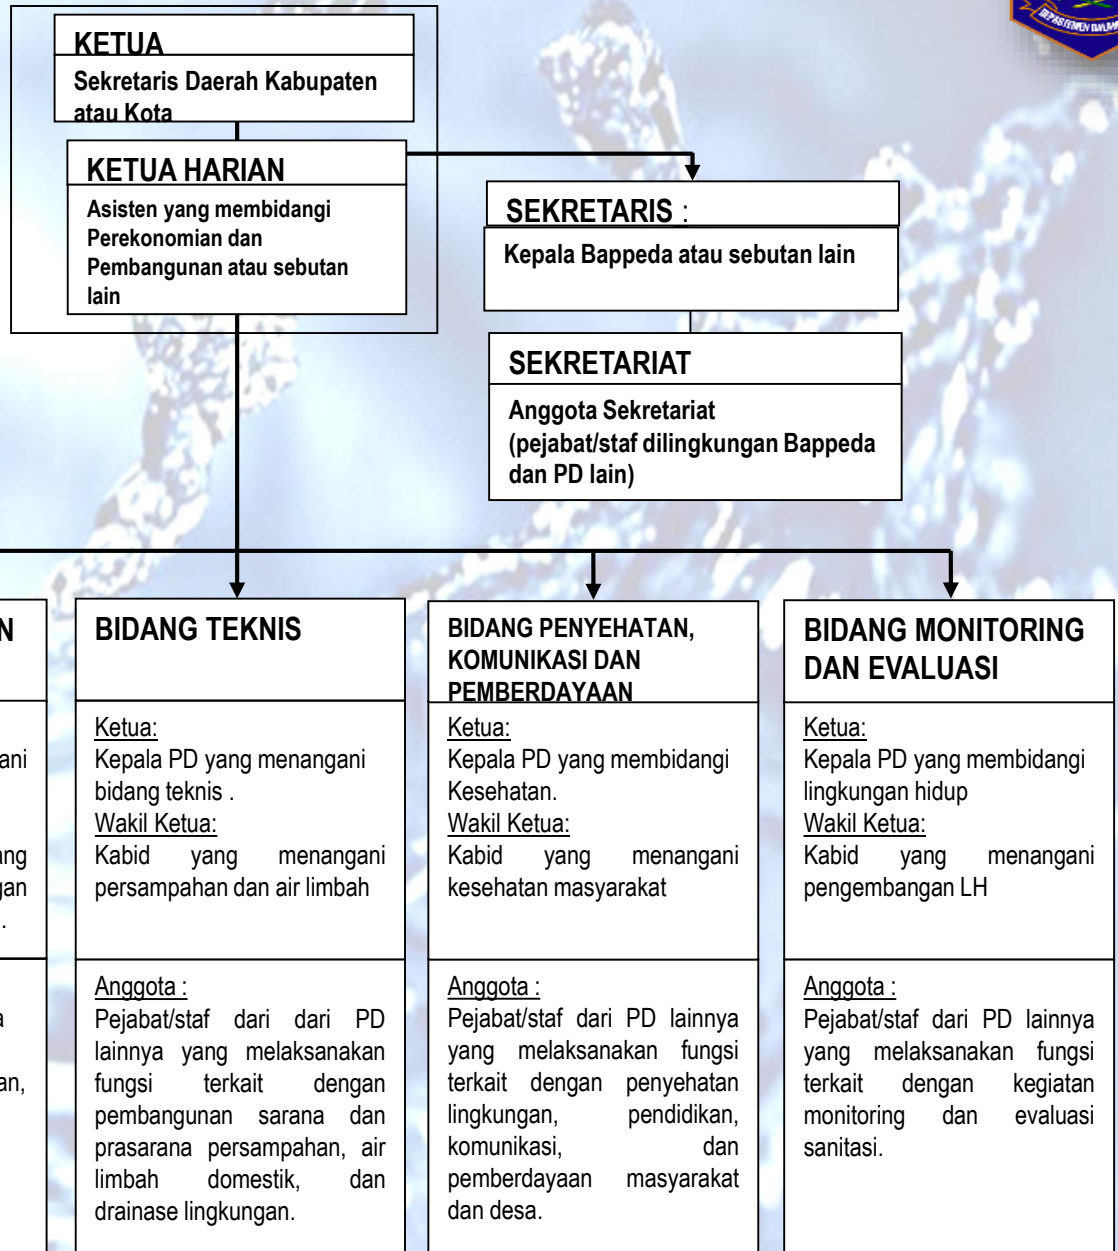 KETUA
Sekretaris Daerah Kabupaten
atau Kota
KETUA HARIAN
Asisten yang membidangi
Perekonomian dan
Pembangunan atau sebutan
lain
SEKRETARIS :
Kepala Bappeda atau sebutan lain
SEKRETARIAT
Anggota Sekretariat
(pejabat/staf dilingkungan Bappeda
dan PD lain)
BIDANG TEKNIS
Ketua:
Kepala PD yang menangani
bidang teknis .
Wakil Ketua:
Kabid yang menangani
persampahan dan air limbah
Anggota :
Pejabat/staf dari dari PD
lainnya yang melaksanakan
fungsi terkait dengan
pembangunan sarana dan
prasarana persampahan, air
limbah domestik, dan
drainase lingkungan.
BIDANG PENYEHATAN,
KOMUNIKASI DAN
PEMBERDAYAAN
Ketua:
Kepala PD yang membidangi
Kesehatan.
Wakil Ketua:
Kabid yang menangani
kesehatan masyarakat
Anggota :
Pejabat/staf dari PD lainnya
yang melaksanakan fungsi
terkait dengan penyehatan
lingkungan, pendidikan,
komunikasi, dan
pemberdayaan masyarakat
dan desa.
BIDANG MONITORING
DAN EVALUASI
Ketua:
Kepala PD yang membidangi
lingkungan hidup
Wakil Ketua:
Kabid yang menangani
pengembangan LH
Anggota :
Pejabat/staf dari PD lainnya
yang melaksanakan fungsi
terkait dengan kegiatan
monitoring dan evaluasi
sanitasi.